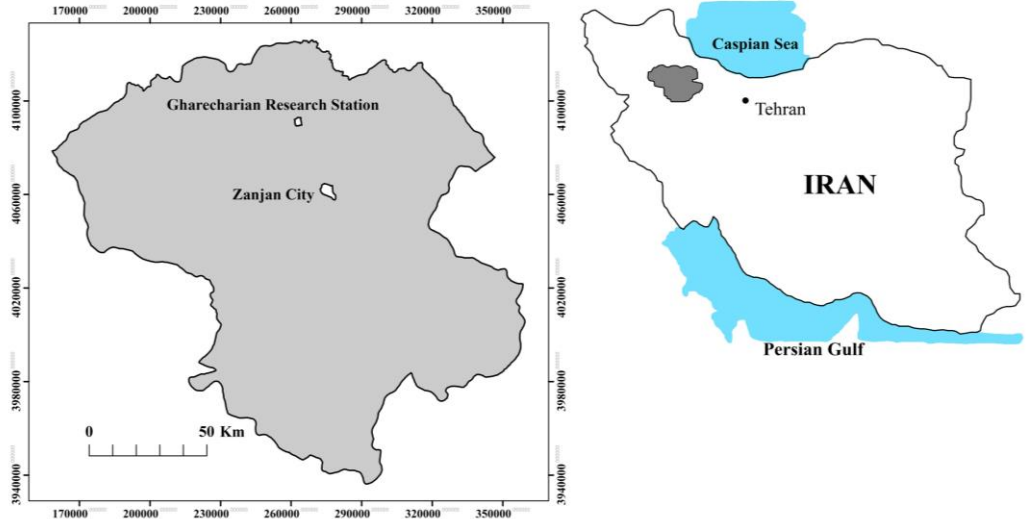 170000 200000 230000 260000 290000 320000 350000
4100000
4060000
4020000
3980000
3940000
Gharecharian Research Station
Zanjan City
0 50 Km
4100000
4060000
4020000
3980000
3940000
170000 200000 230000 260000 290000 320000 350000
Caspian Sea
Tehran
IRAN
Persian Gulf